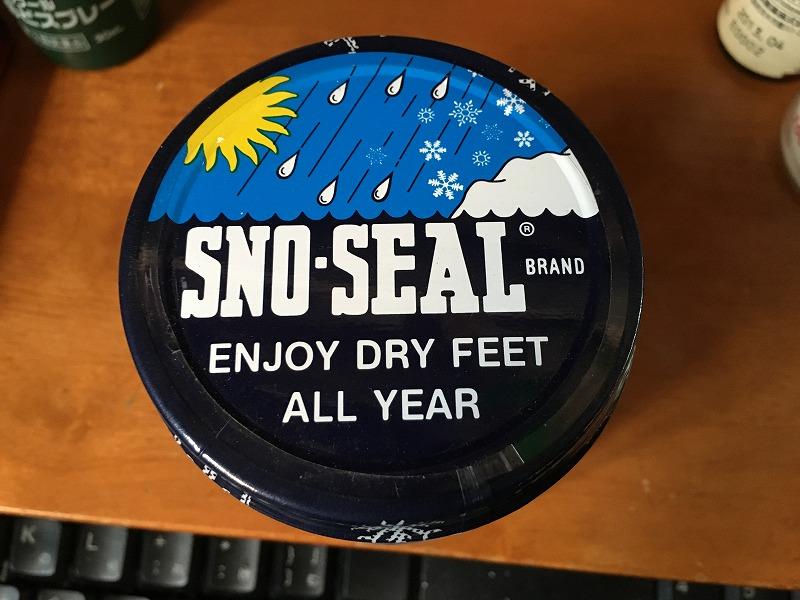 SNO-SEAL® BRAND
ENJOY DRY FEET
ALL YEAR
K
L